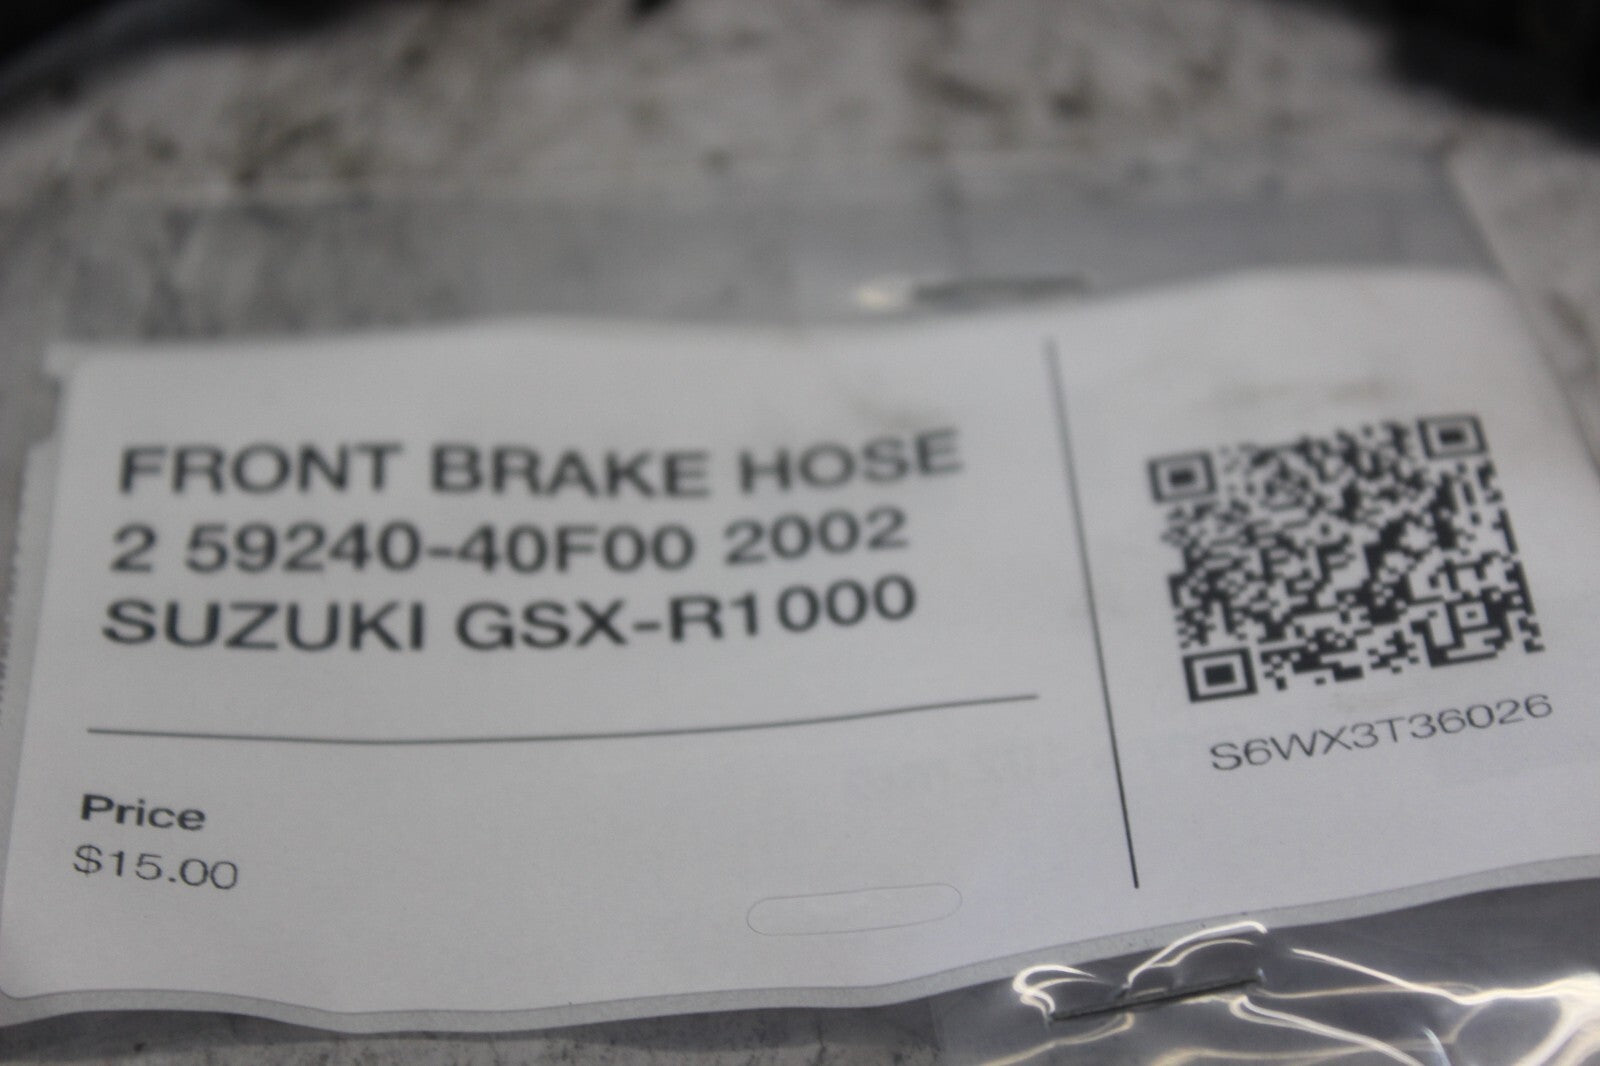 FRONT BRAKE HOSE
2 59240-40F00 2002
SUZUKI GSX-R1000
Price
$15.00
S6WX3T36026